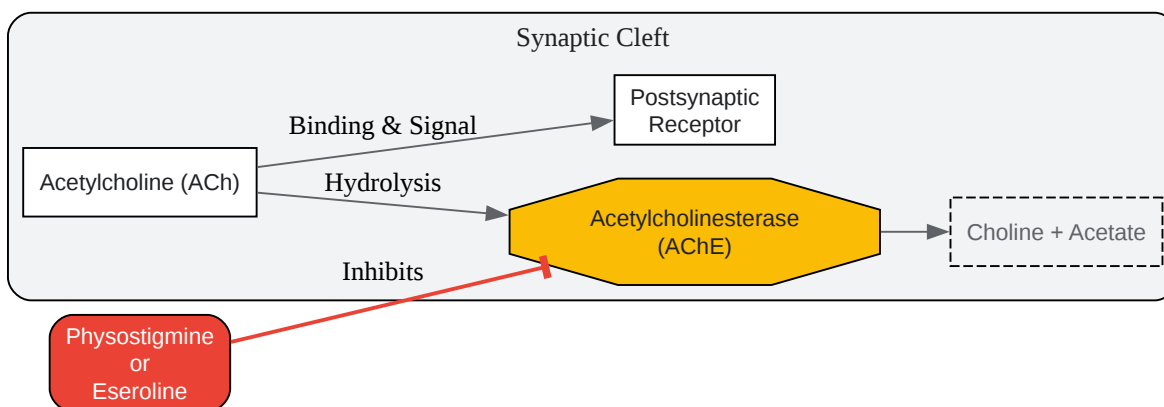 Synaptic Cleft
Postsynaptic
Receptor
Binding & Signal
Acetylcholine (ACh)
Hydrolysis
Acetylcholinesterase
(AChE)
Choline + Acetate
Inhibits
Physostigmine
or
Eseroline